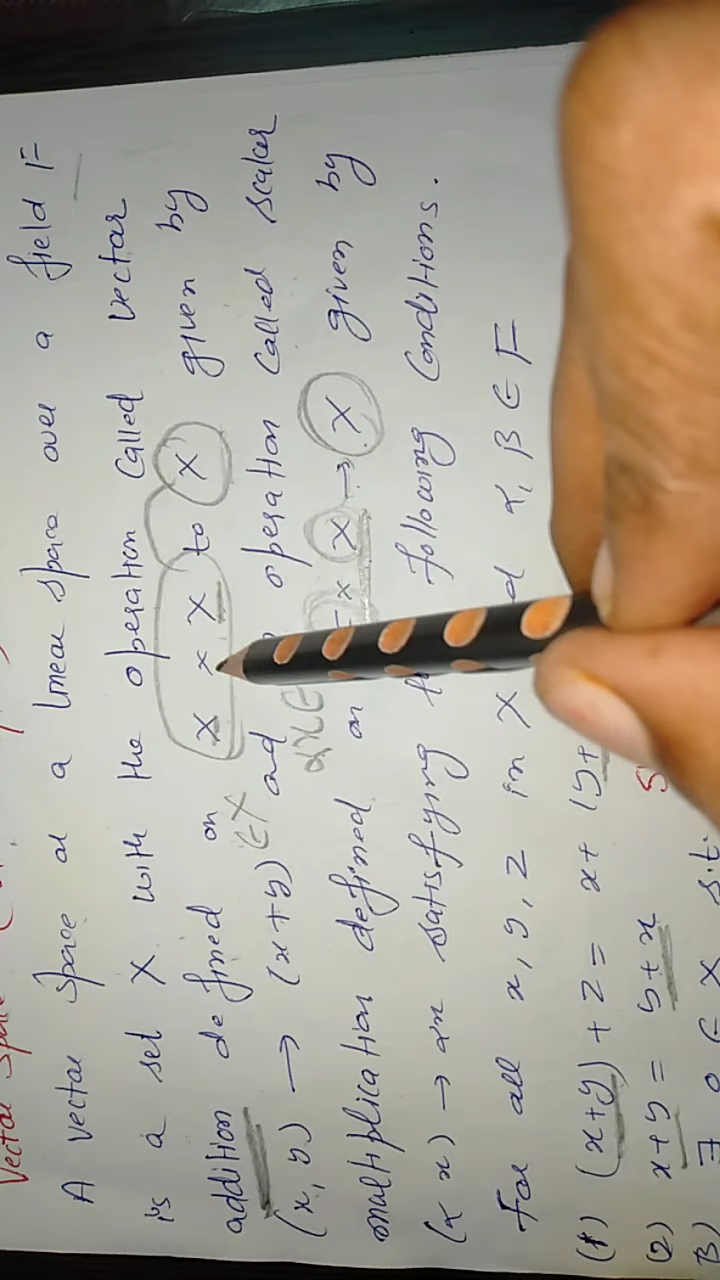 Vector Space
A vector space or a linear space over a field F
is a set X with the operation called vector
addition defined on X × X to X given by
(x, y) → (x+y) ∈ X and operation called scalar
αx∈
multiplication defined on × X → X given by
(α x) → αx satisfying following conditions.
For all x, y, z in X α, β ∈ F
(1) (x+y) + z = x + (y+
(2) x+y = y+x
3) ∃ 0 ∈ X s.t.